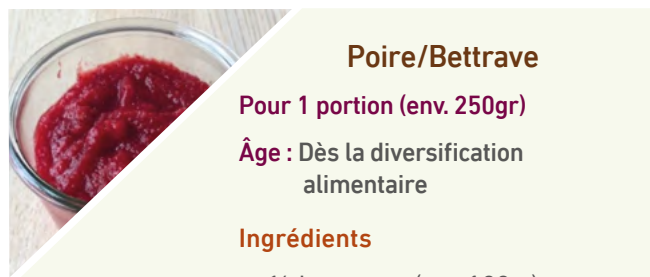 Poire/Bettrave
Pour 1 portion (env. 250gr)
Âge : Dès la diversification
alimentaire
Ingrédients